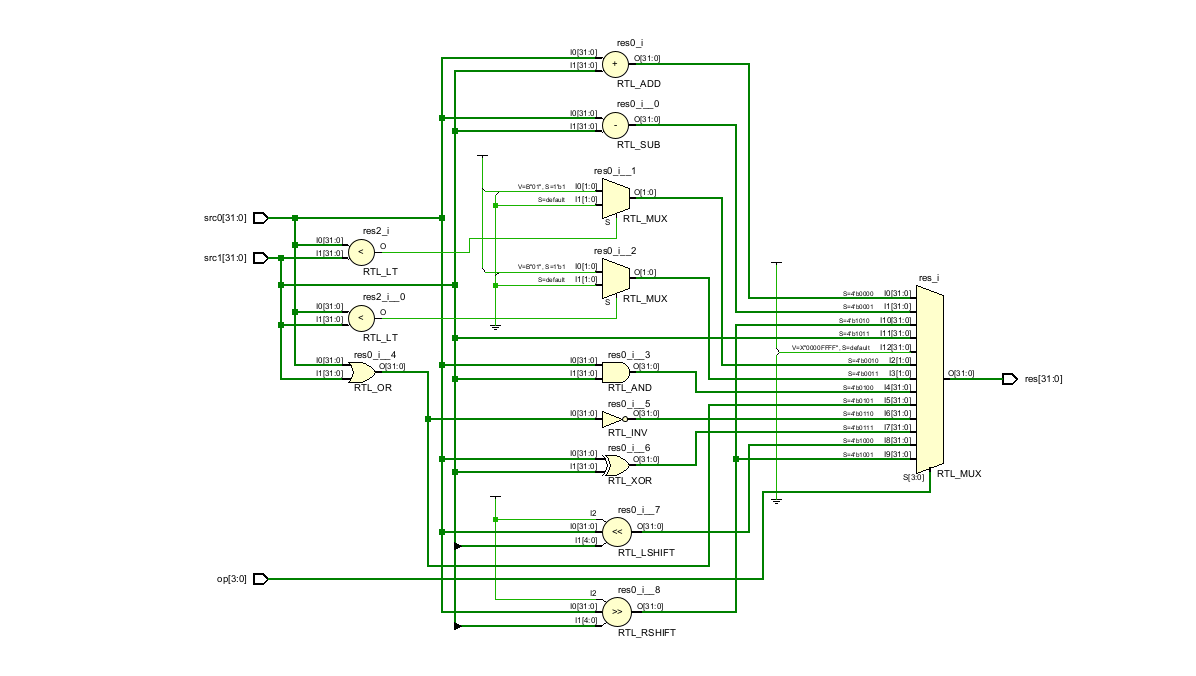 res0_i
I0[31:0]
I1[31:0]
+
O[31:0]
RTL_ADD
res0_i__0
I0[31:0]
I1[31:0]
-
O[31:0]
RTL_SUB
res0_i__1
V=B"01", S=1'b1
I0[1:0]
S=default
I1[1:0]
O[1:0]
S
RTL_MUX
src0[31:0]
res2_i
I0[31:0]
I1[31:0]
<
O
RTL_LT
src1[31:0]
res0_i__2
V=B"01", S=1'b1
I0[1:0]
S=default
I1[1:0]
O[1:0]
S
RTL_MUX
res2_i__0
I0[31:0]
I1[31:0]
<
O
RTL_LT
res0_i__4
I0[31:0]
I1[31:0]
O[31:0]
RTL_OR
res0_i__3
I0[31:0]
I1[31:0]
O[31:0]
RTL_AND
res0_i__5
I0[31:0]
O[31:0]
RTL_INV
res0_i__6
I0[31:0]
I1[31:0]
O[31:0]
RTL_XOR
res0_i__7
I2
I0[31:0]
I1[4:0]
<<
O[31:0]
RTL_LSHIFT
op[3:0]
res0_i__8
I2
I0[31:0]
I1[4:0]
>>
O[31:0]
RTL_RSHIFT
res_i
S=4'b0000 I0[31:0]
S=4'b0001 I1[31:0]
S=4'b1010 I10[31:0]
S=4'b1011 I11[31:0]
V=X"0000FFFF", S=default I12[31:0]
S=4'b0010 I2[1:0]
S=4'b0011 I3[1:0]
S=4'b0100 I4[31:0]
S=4'b0101 I5[31:0]
S=4'b0110 I6[31:0]
S=4'b0111 I7[31:0]
S=4'b1000 I8[31:0]
S=4'b1001 I9[31:0]
S[3:0]
O[31:0]
RTL_MUX
res[31:0]